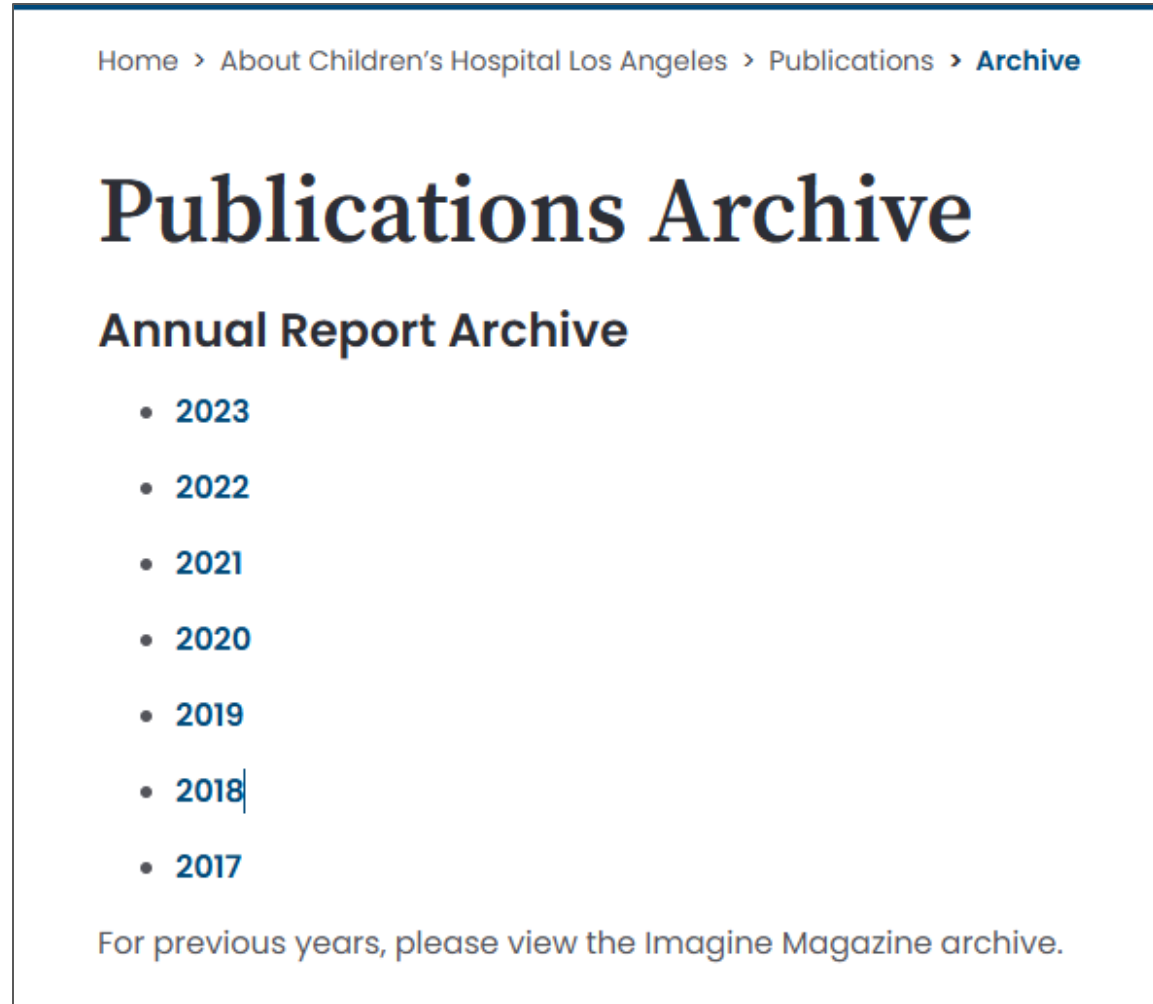 Home > About Children’s Hospital Los Angeles > Publications > Archive
Publications Archive
Annual Report Archive
• 2023
• 2022
• 2021
• 2020
• 2019
• 2018
• 2017
For previous years, please view the Imagine Magazine archive.